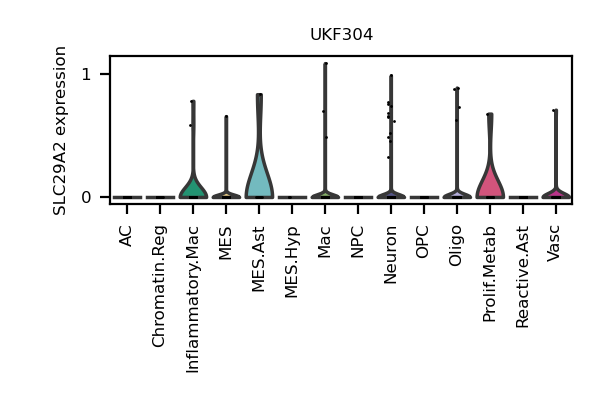 UKF304
SLC29A2 expression
1
0
AC
Chromatin.Reg
Inflammatory.Mac
MES
MES.Ast
MES.Hyp
Mac
NPC
Neuron
OPC
Oligo
Prolif.Metab
Reactive.Ast
Vasc